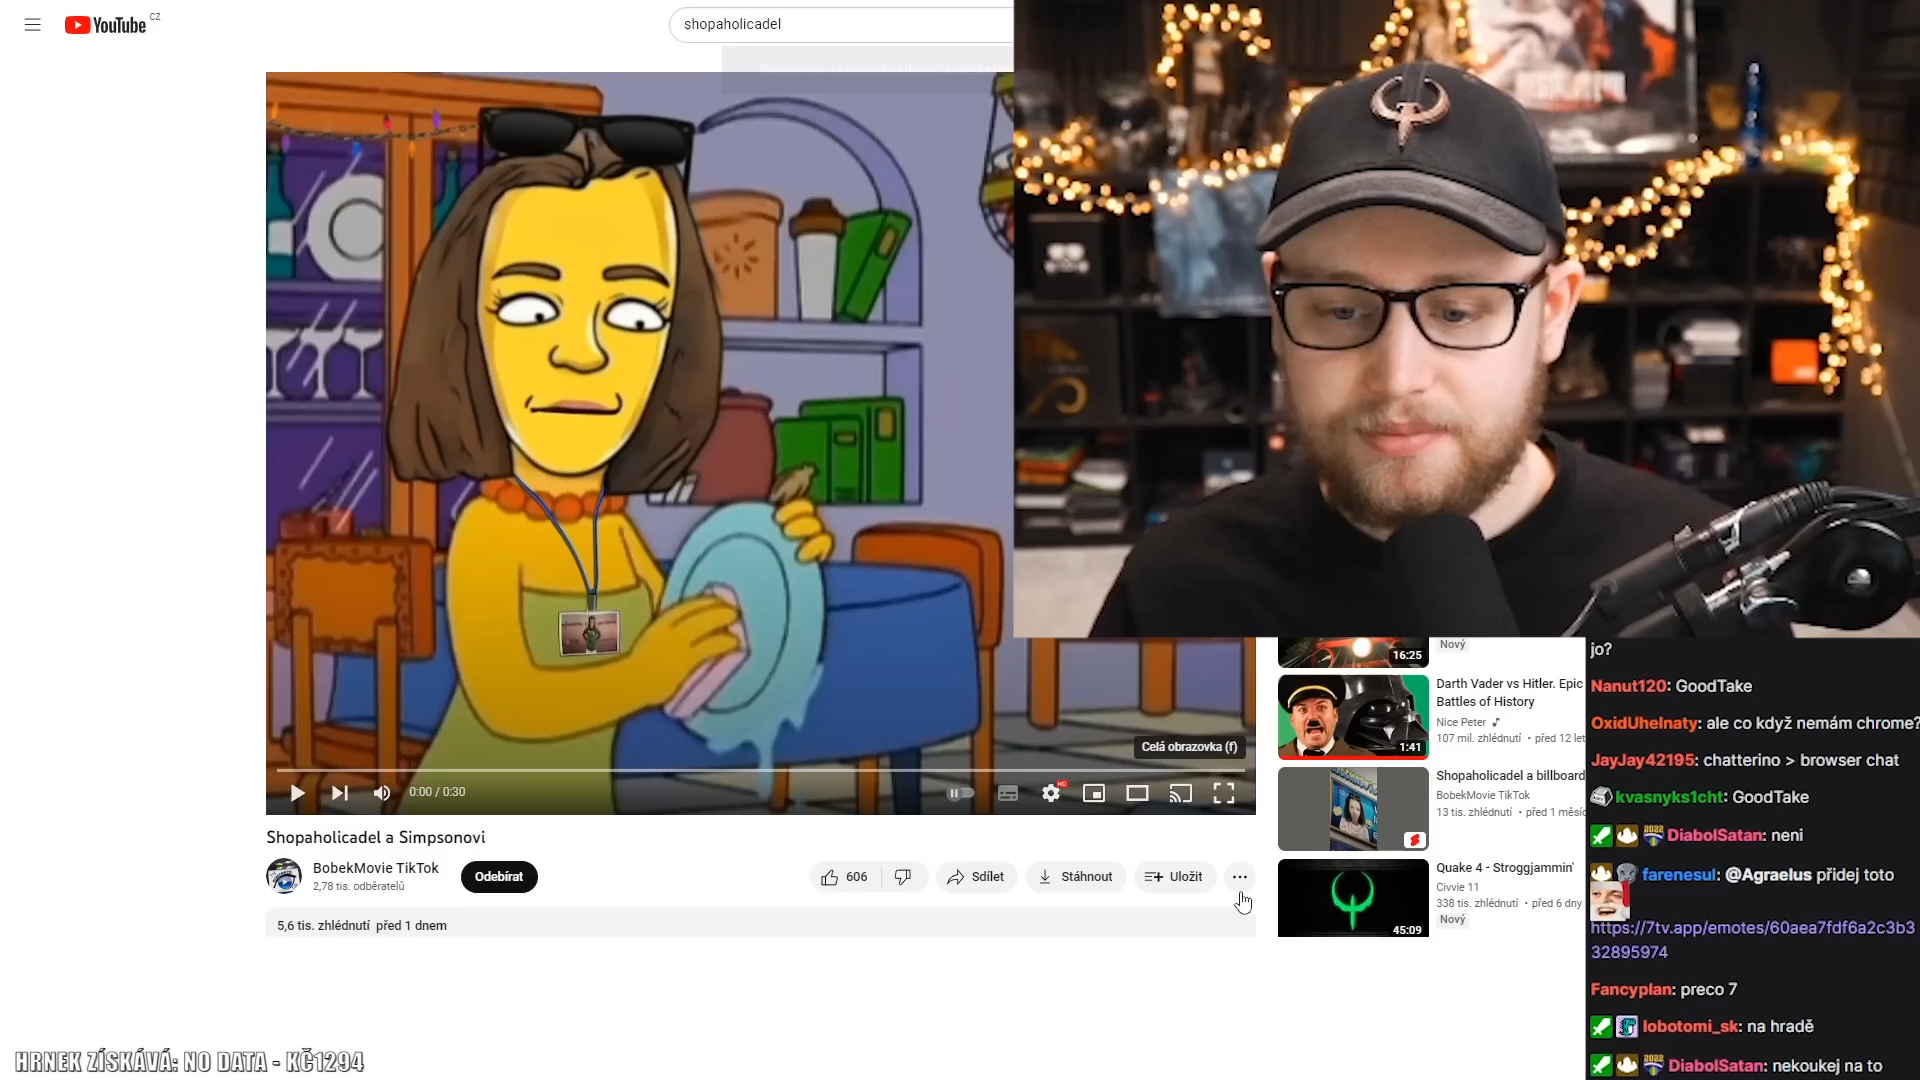 YouTube CZ
shopaholicadel
Celá obrazovka (f)
0:00 / 0:30
HD
Shopaholicadel a Simpsonovi
BobekMovie TikTok
2,78 tis. odběratelů
Odebírat
606
Sdílet
Stáhnout
Uložit
5,6 tis. zhlédnutí před 1 dnem
16:25
Nový
Darth Vader vs Hitler. Epic
Battles of History
Nice Peter
107 mil. zhlédnutí • před 12 let
1:41
Shopaholicadel a billboard
BobekMovie TikTok
13 tis. zhlédnutí • před 1 měsíc
Quake 4 - Stroggjammin'
Civvie 11
338 tis. zhlédnutí • před 6 dny
Nový
45:09
jo?
Nanut120: GoodTake
OxidUhelnaty: ale co když nemám chrome?
JayJay42195: chatterino > browser chat
kvasnyks1cht: GoodTake
2022 DiabolSatan: neni
farenesul: @Agraelus přidej toto
https://7tv.app/emotes/60aea7fdf6a2c3b3
32895974
Fancyplan: preco 7
lobotomi_sk: na hradě
2022 DiabolSatan: nekoukej na to
HRNEK ZÍSKÁVÁ: NO DATA - KČ1294